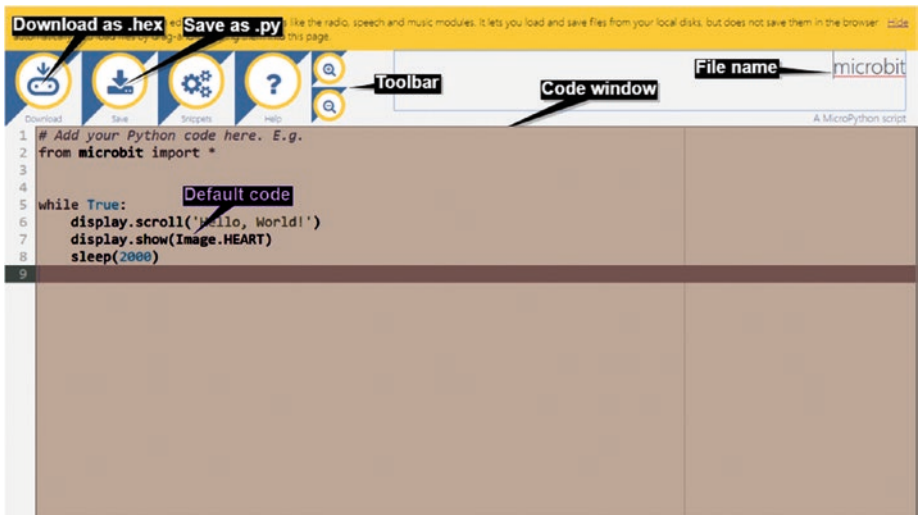 Download as .hex
Save as .py
like the radio, speech and music modules. It lets you load and save files from your local disks, but does not save them in the browser. Hide
this page.
Toolbar
File name
microbit
Code window
Download
Save
Snippets
Help
A MicroPython script
1 # Add your Python code here. E.g.
2 from microbit import *
3
4
5 while True:
Default code
6 display.scroll('Hello, World!')
7 display.show(Image.HEART)
8 sleep(2000)
9